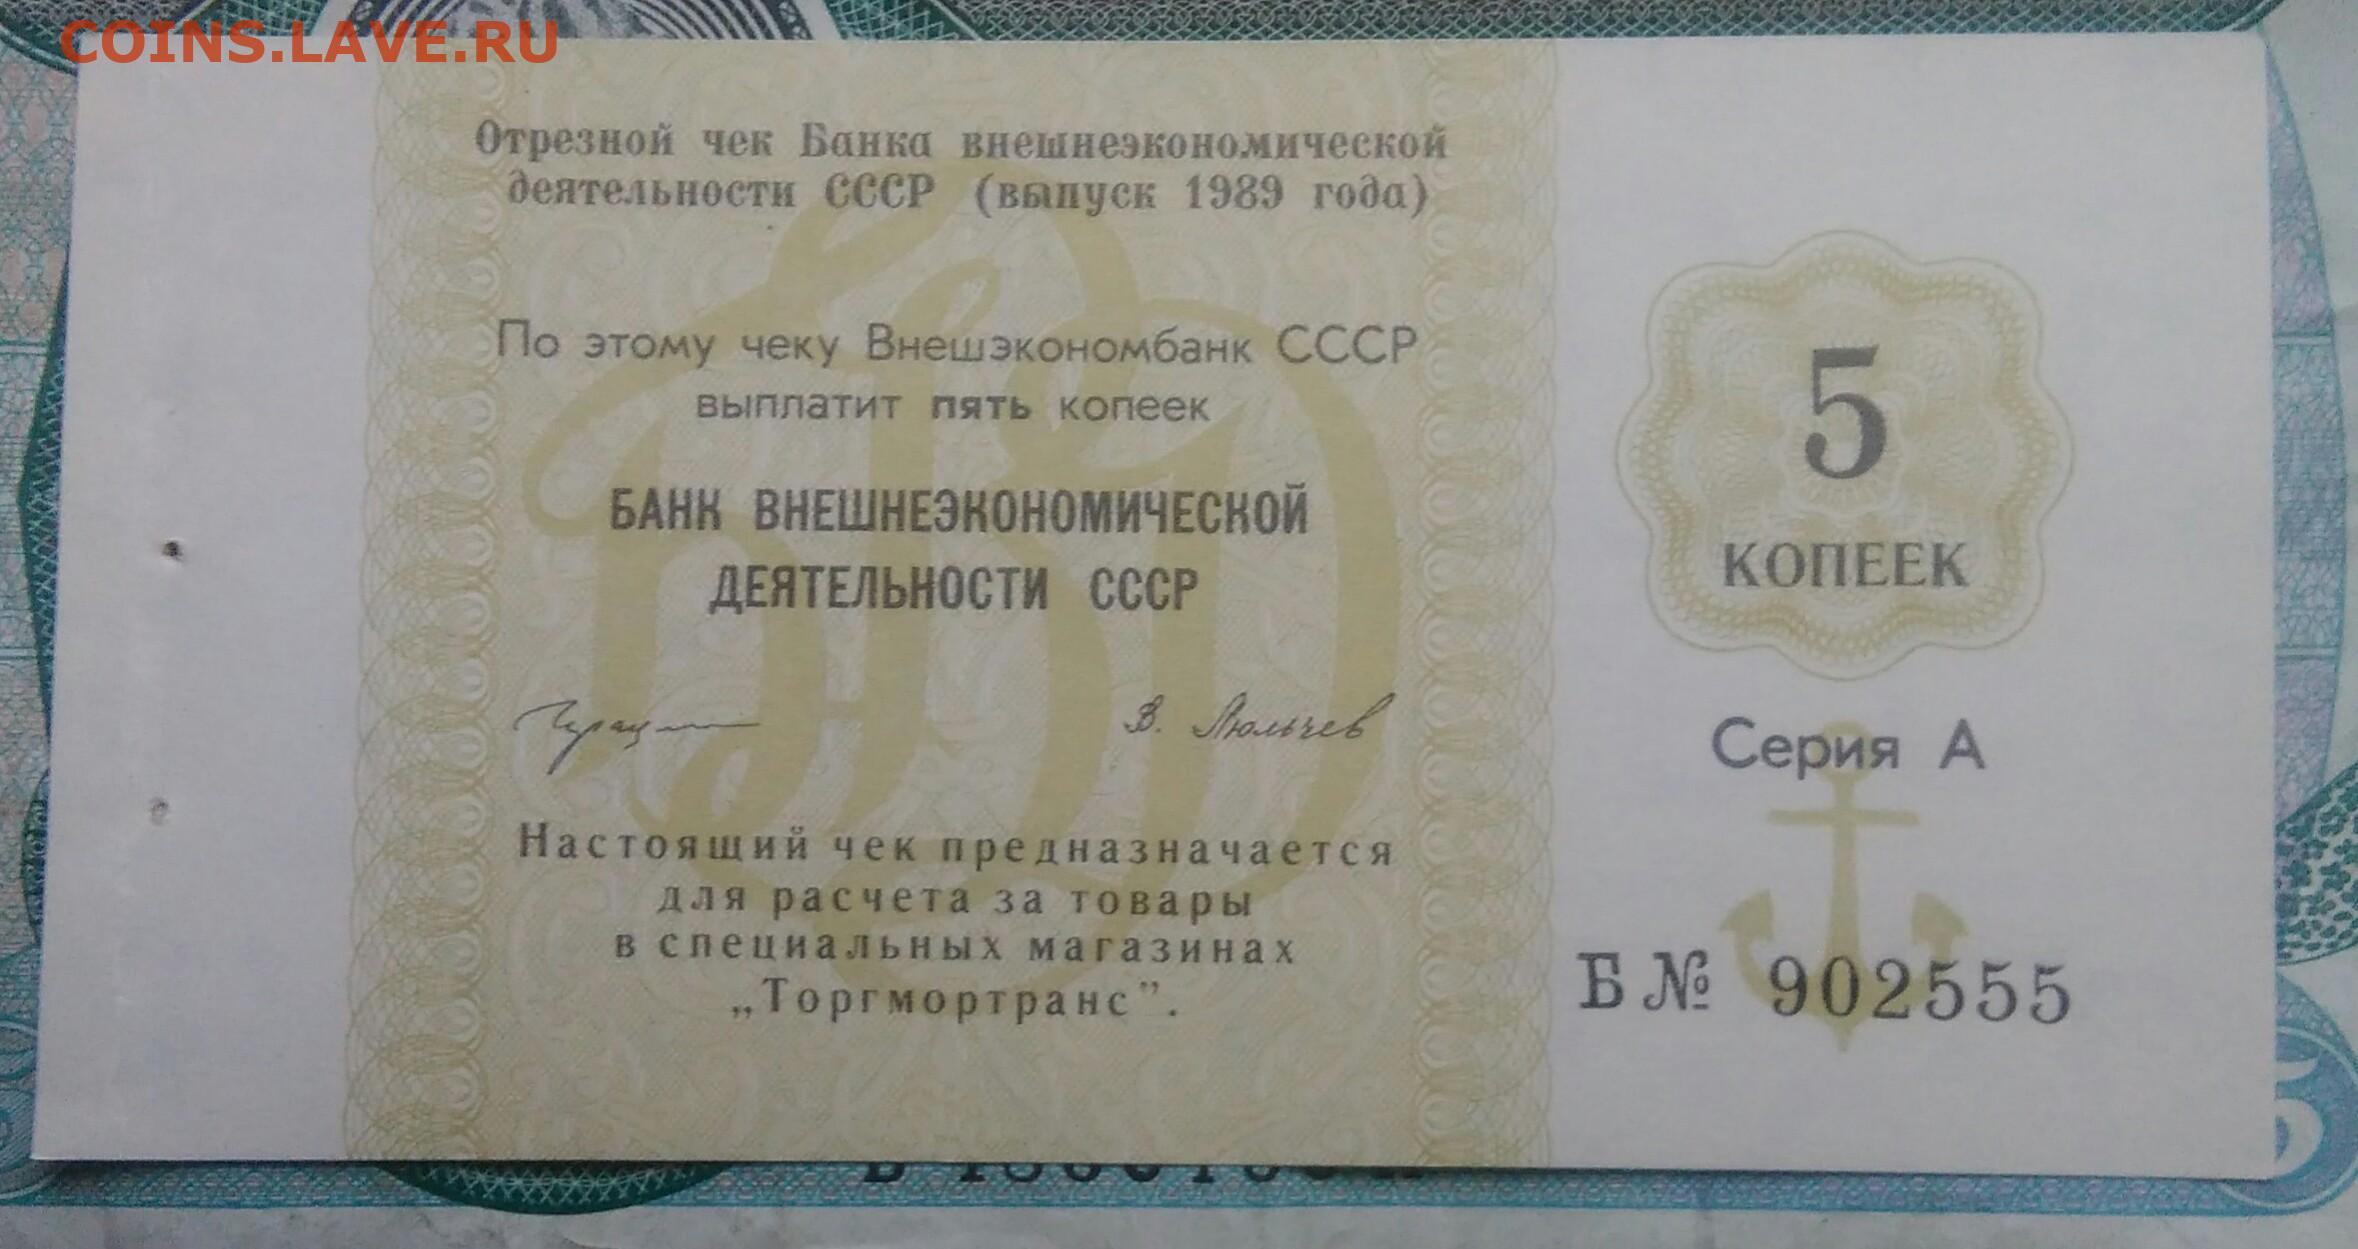 COINS.LAVE.RU
Отрезной чек Банка внешнеэкономической
деятельности СССР (выпуск 1989 года)
По этому чеку Внешэкономбанк СССР
выплатит пять копеек
БАНК ВНЕШНЕЭКОНОМИЧЕСКОЙ
ДЕЯТЕЛЬНОСТИ СССР
В. Люльчев
Настоящий чек предназначается
для расчета за товары
в специальных магазинах
„Торгмортранс”.
5
КОПЕЕК
Серия А
Б № 902555
5